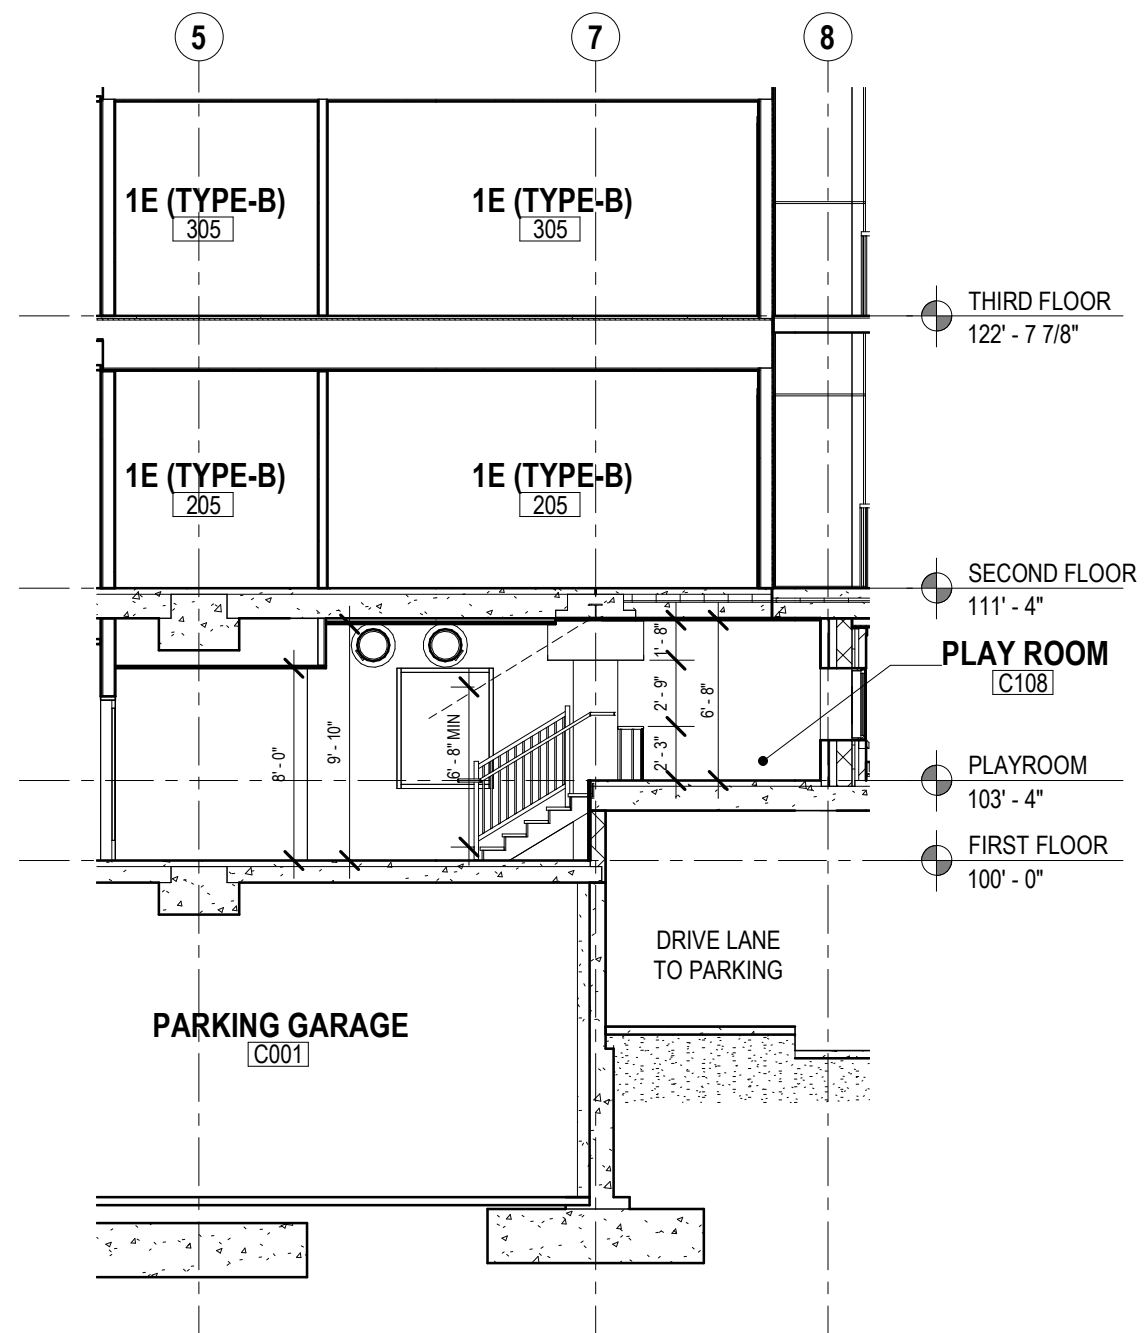 5
7
8
1E (TYPE-B)
305
1E (TYPE-B)
305
THIRD FLOOR
122' - 7 7/8"
1E (TYPE-B)
205
1E (TYPE-B)
205
SECOND FLOOR
111' - 4"
PLAY ROOM
C108
8' - 0"
9' - 10"
6' - 8" MIN
1' - 8"
2' - 9"
2' - 3"
6' - 8"
PLAYROOM
103' - 4"
FIRST FLOOR
100' - 0"
DRIVE LANE
TO PARKING
PARKING GARAGE
C001